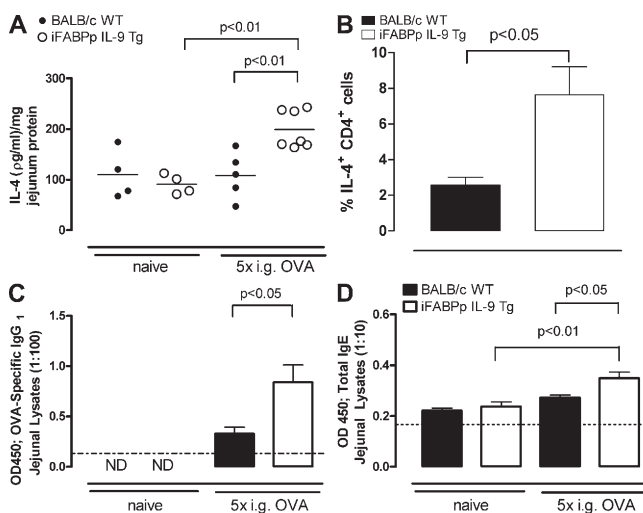 A
BALB/c WT
iFABPp IL-9 Tg
p<0.01
p<0.01
300
200
100
0
IL-4 (ρg/ml)/mg
jejunum protein
naive
5x i.g. OVA
B
BALB/c WT
iFABPp IL-9 Tg
p<0.05
10
8
6
4
2
0
% IL-4+ CD4+ cells
C
p<0.05
1.5
1.0
0.5
0.0
OD450; OVA-Specific IgG1
Jejunal Lysates (1:100)
ND
ND
naive
5x i.g. OVA
D
BALB/c WT
iFABPp IL-9 Tg
p<0.05
p<0.01
0.6
0.4
0.2
0.0
OD 450; Total IgE
Jejunal Lysates (1:10)
naive
5x i.g. OVA